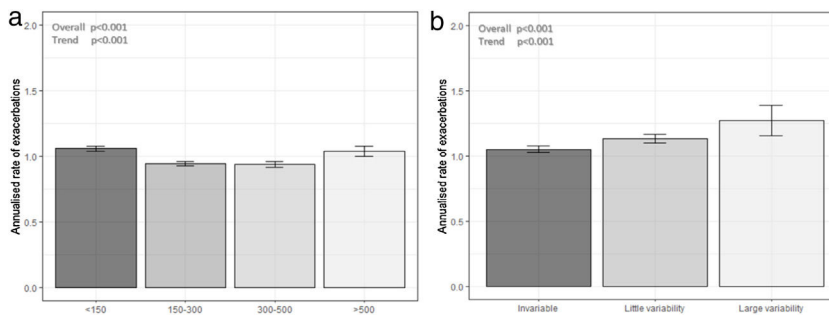 a
Overall p<0.001
Trend p<0.001
Annualised rate of exacerbations
2.0
1.5
1.0
0.5
0.0
<150
150-300
300-500
>500
b
Overall p<0.001
Trend p<0.001
Annualised rate of exacerbations
2.0
1.5
1.0
0.5
0.0
Invariable
Little variability
Large variability